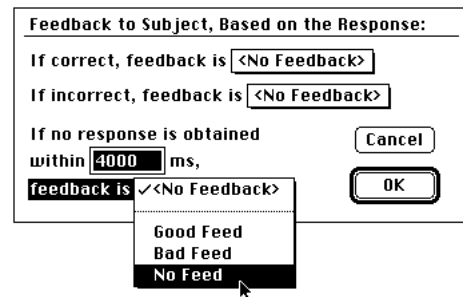 Feedback to Subject, Based on the Response:
If correct, feedback is <No Feedback>
If incorrect, feedback is <No Feedback>
If no response is obtained
within 4000 ms,
feedback is ✓<No Feedback>
Good Feed
Bad Feed
No Feed
Cancel
OK